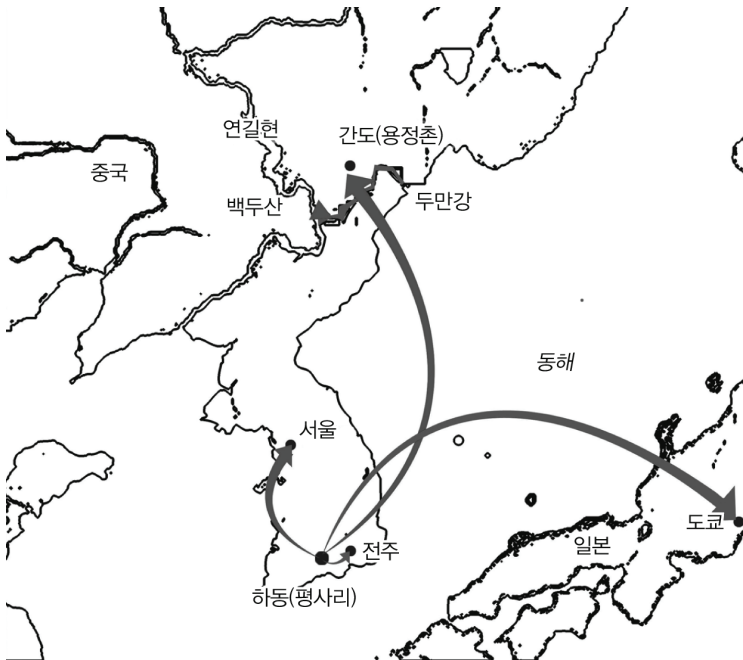 연길현
간도(용정촌)
중국
백두산
두만강
동해
서울
도쿄
일본
전주
하동(평사리)